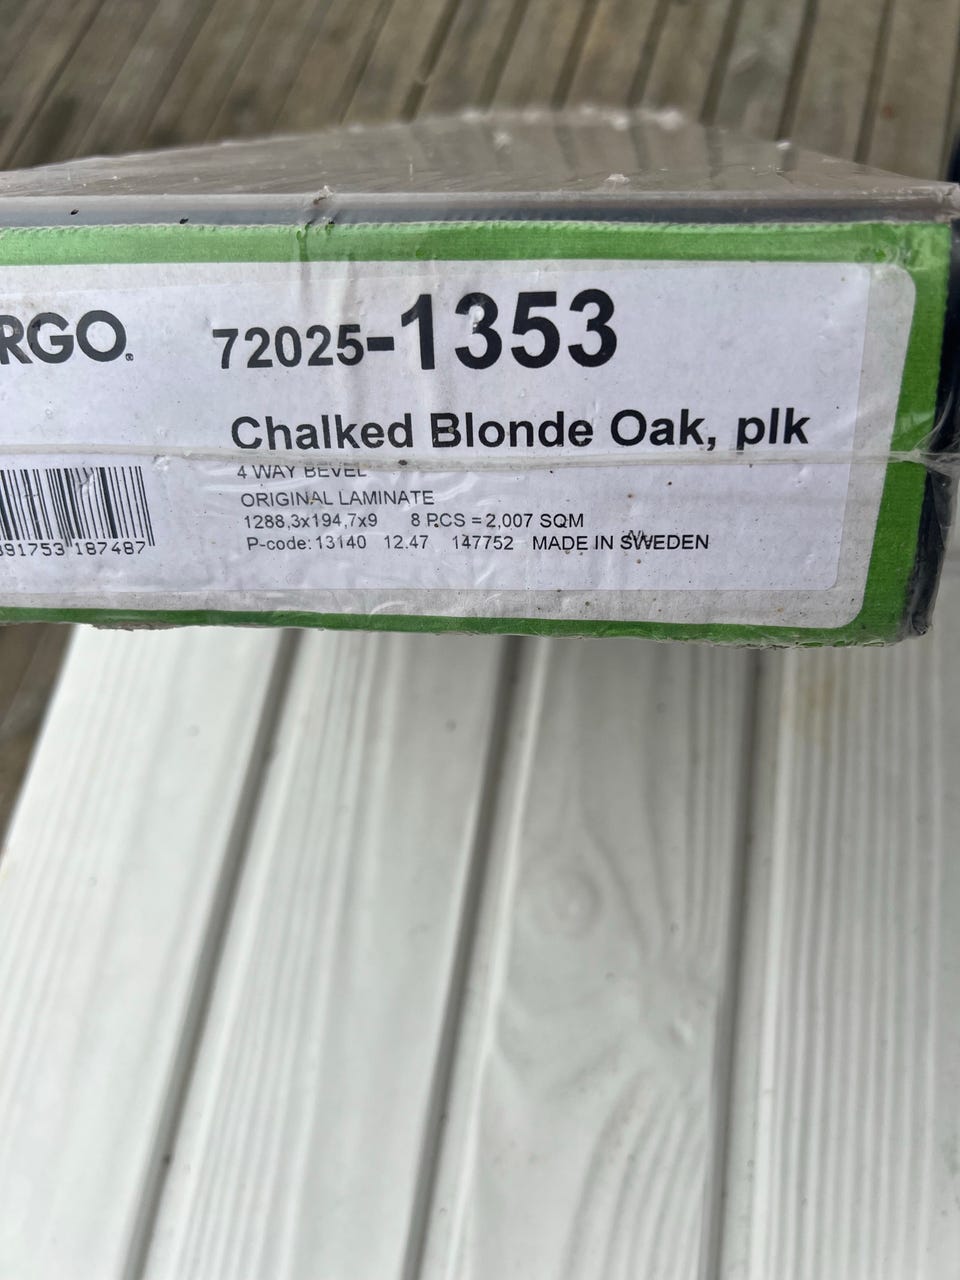 RGO®
72025-1353
Chalked Blonde Oak, plk
4 WAY BEVEL
ORIGINAL LAMINATE
1288,3x194,7x9 8 PCS = 2,007 SQM
P-code: 13140 12.47 147752 MADE IN SWEDEN
91753 187487